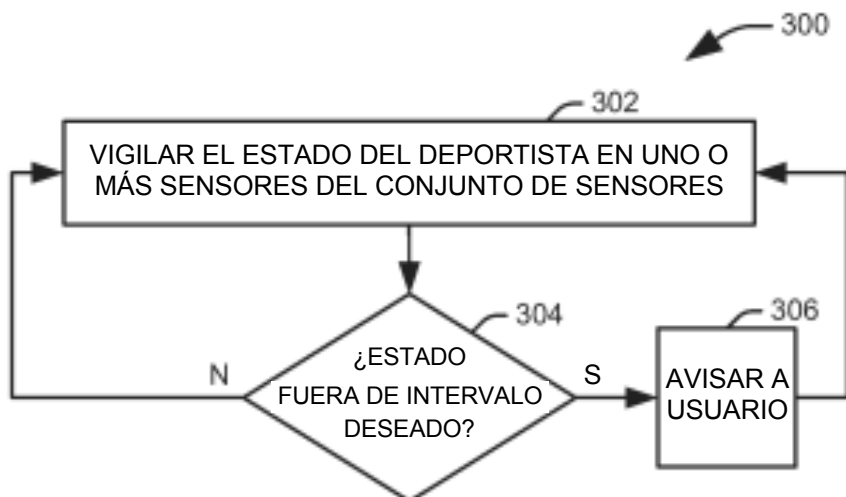 300
302
VIGILAR EL ESTADO DEL DEPORTISTA EN UNO O
MÁS SENSORES DEL CONJUNTO DE SENSORES
304
306
¿ESTADO
FUERA DE INTERVALO
DESEADO?
N
S
AVISAR A
USUARIO